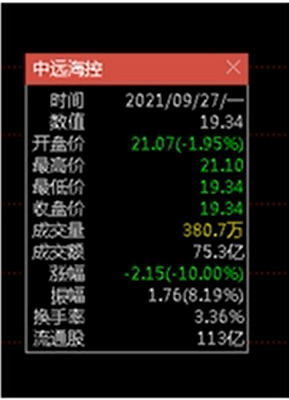 中远海控
时间 2021/09/27/一
数值 19.34
开盘价 21.07(-1.95%)
最高价 21.10
最低价 19.34
收盘价 19.34
成交量 380.7万
成交额 75.3亿
涨幅 -2.15(-10.00%)
振幅 1.76(8.19%)
换手率 3.36%
流通股 113亿